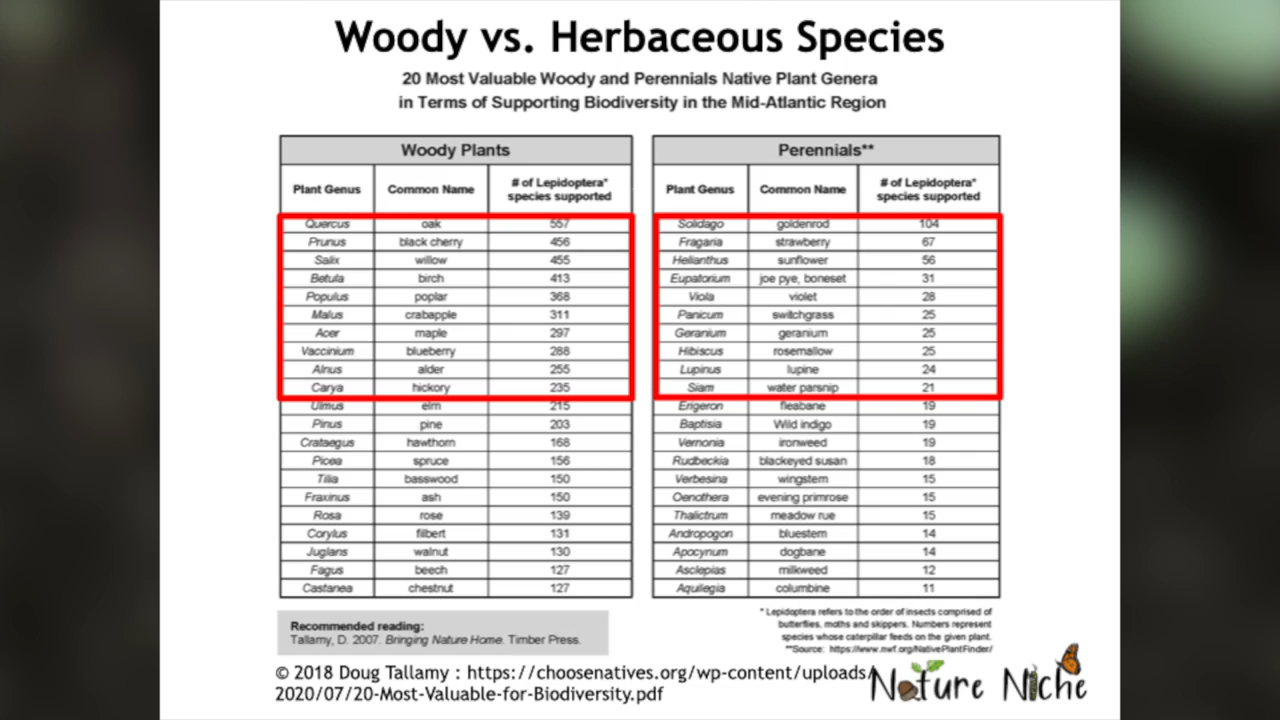 Woody vs. Herbaceous Species
20 Most Valuable Woody and Perennials Native Plant Genera
in Terms of Supporting Biodiversity in the Mid-Atlantic Region
Woody Plants
Plant Genus Common Name # of Lepidoptera* species supported
Quercus oak 557
Prunus black cherry 456
Salix willow 455
Betula birch 413
Populus poplar 368
Malus crabapple 311
Acer maple 297
Vaccinium blueberry 288
Alnus alder 255
Carya hickory 235
Ulmus elm 215
Pinus pine 203
Crataegus hawthorn 168
Picea spruce 156
Tilia basswood 150
Fraxinus ash 150
Rosa rose 139
Corylus filbert 131
Juglans walnut 130
Fagus beech 127
Castanea chestnut 127
Perennials**
Plant Genus Common Name # of Lepidoptera* species supported
Solidago goldenrod 104
Fragaria strawberry 67
Helianthus sunflower 56
Eupatorium joe pye, boneset 31
Viola violet 28
Panicum switchgrass 25
Geranium geranium 25
Hibiscus rosemallow 25
Lupinus lupine 24
Siam water parsnip 21
Erigeron fleabane 19
Baptisia Wild indigo 19
Vernonia ironweed 19
Rudbeckia blackeyed susan 18
Verbesina wingstem 15
Oenothera evening primrose 15
Thalictrum meadow rue 15
Andropogon bluestem 14
Apocynum dogbane 14
Asclepias milkweed 12
Aquilegia columbine 11
Recommended reading:
Tallamy, D. 2007. Bringing Nature Home. Timber Press.
* Lepidoptera refers to the order of insects comprised of
butterflies, moths and skippers. Numbers represent
species whose caterpillar feeds on the given plant.
**Source: https://www.nwf.org/NativePlantFinder/
© 2018 Doug Tallamy : https://choosenatives.org/wp-content/uploads/
2020/07/20-Most-Valuable-for-Biodiversity.pdf
Nature Niche